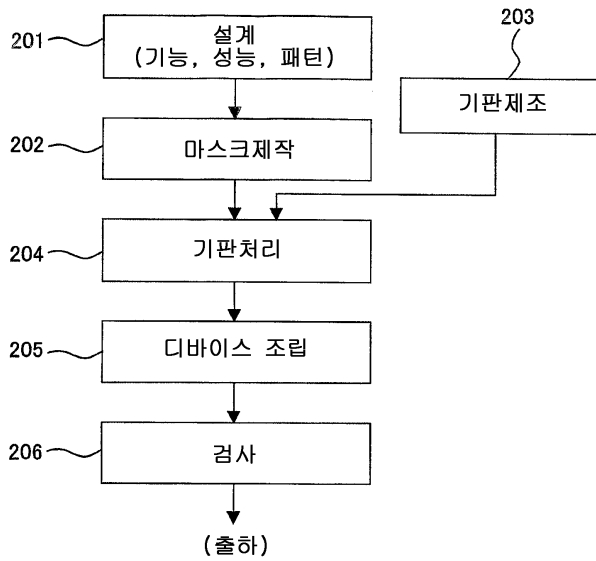 201
설계
(기능, 성능, 패턴)
203
기판제조
202
마스크제작
204
기판처리
205
디바이스 조립
206
검사
(출하)